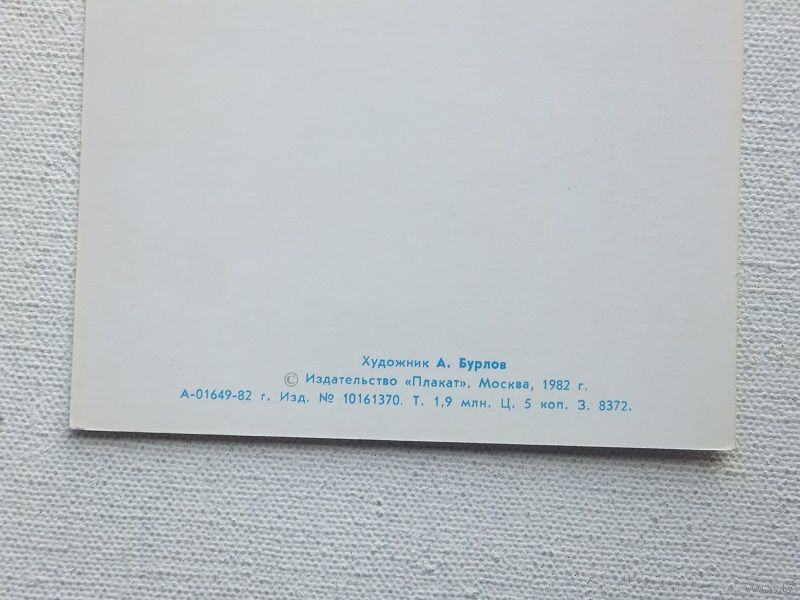 Художник А. Бурлов
© Издательство «Плакат». Москва, 1982 г.
А-01649-82 г. Изд. № 10161370. Т. 1,9 млн. Ц. 5 коп. З. 8372.